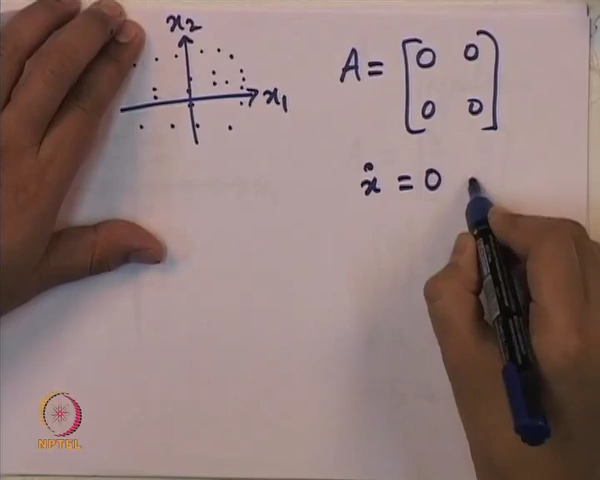 x₂
x₁
A = [0 0
0 0]
ẋ = 0
NPTEL